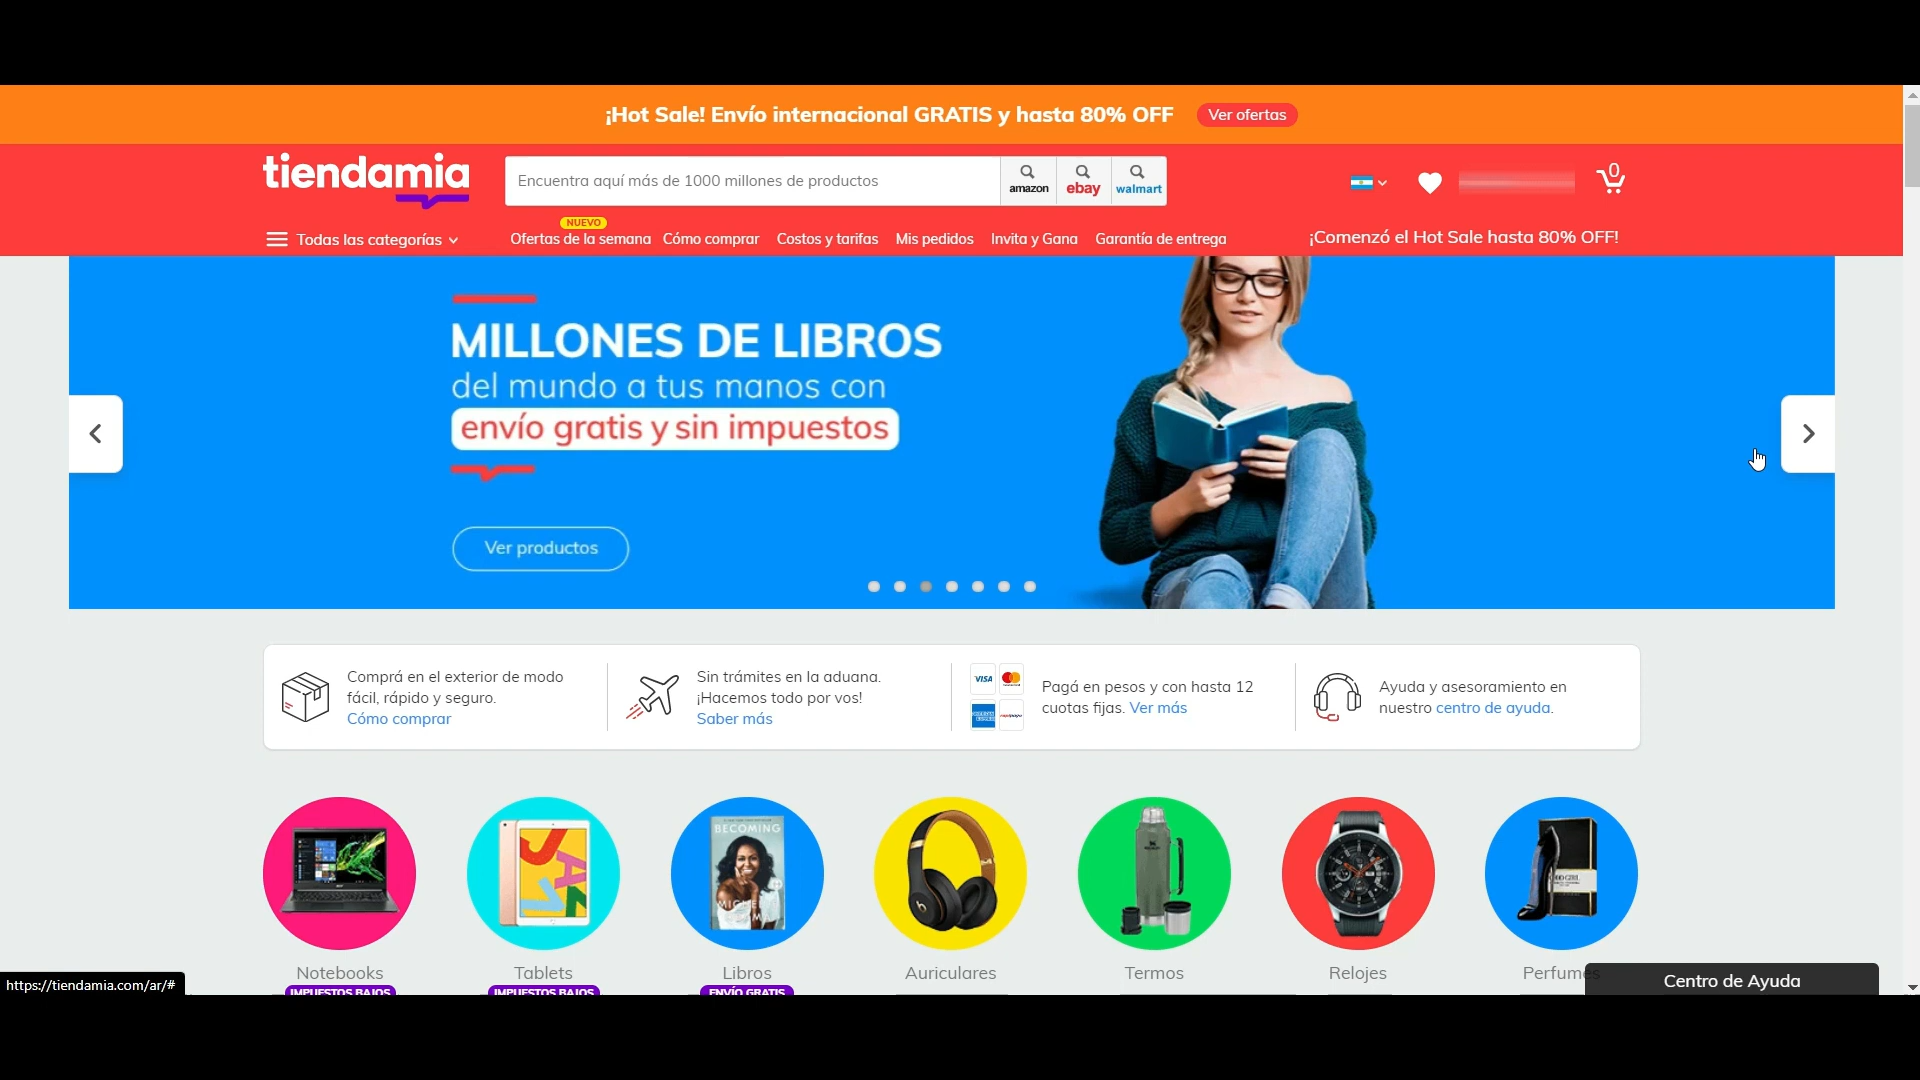 ¡Hot Sale! Envío internacional GRATIS y hasta 80% OFF
Ver ofertas
tiendamia
Encuentra aquí más de 1000 millones de productos
amazon
ebay
walmart
0
Todas las categorías
NUEVO
Ofertas de la semana
Cómo comprar
Costos y tarifas
Mis pedidos
Invita y Gana
Garantía de entrega
¡Comenzó el Hot Sale hasta 80% OFF!
MILLONES DE LIBROS
del mundo a tus manos con
envío gratis y sin impuestos
Ver productos
Comprá en el exterior de modo
fácil, rápido y seguro.
Cómo comprar
Sin trámites en la aduana.
¡Hacemos todo por vos!
Saber más
VISA
Pagá en pesos y con hasta 12
cuotas fijas. Ver más
Ayuda y asesoramiento en
nuestro centro de ayuda.
BECOMING
STANLEY
Notebooks
IMPUESTOS BAJOS
Tablets
IMPUESTOS BAJOS
Libros
ENVÍO GRATIS
Auriculares
Termos
Relojes
Perfumes
Centro de Ayuda
https://tiendamia.com/ar/#